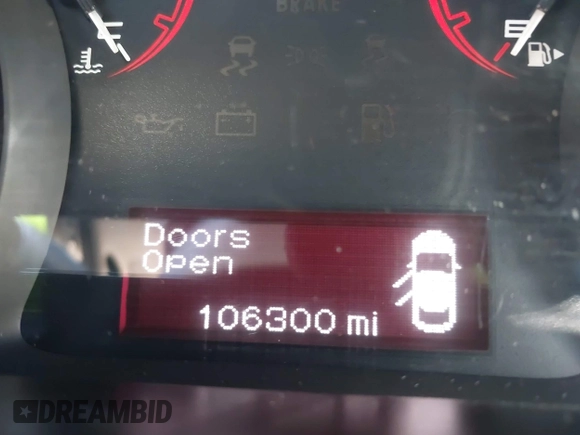 BRAKE
E
Doors
Open
106300 mi
DREAMBID